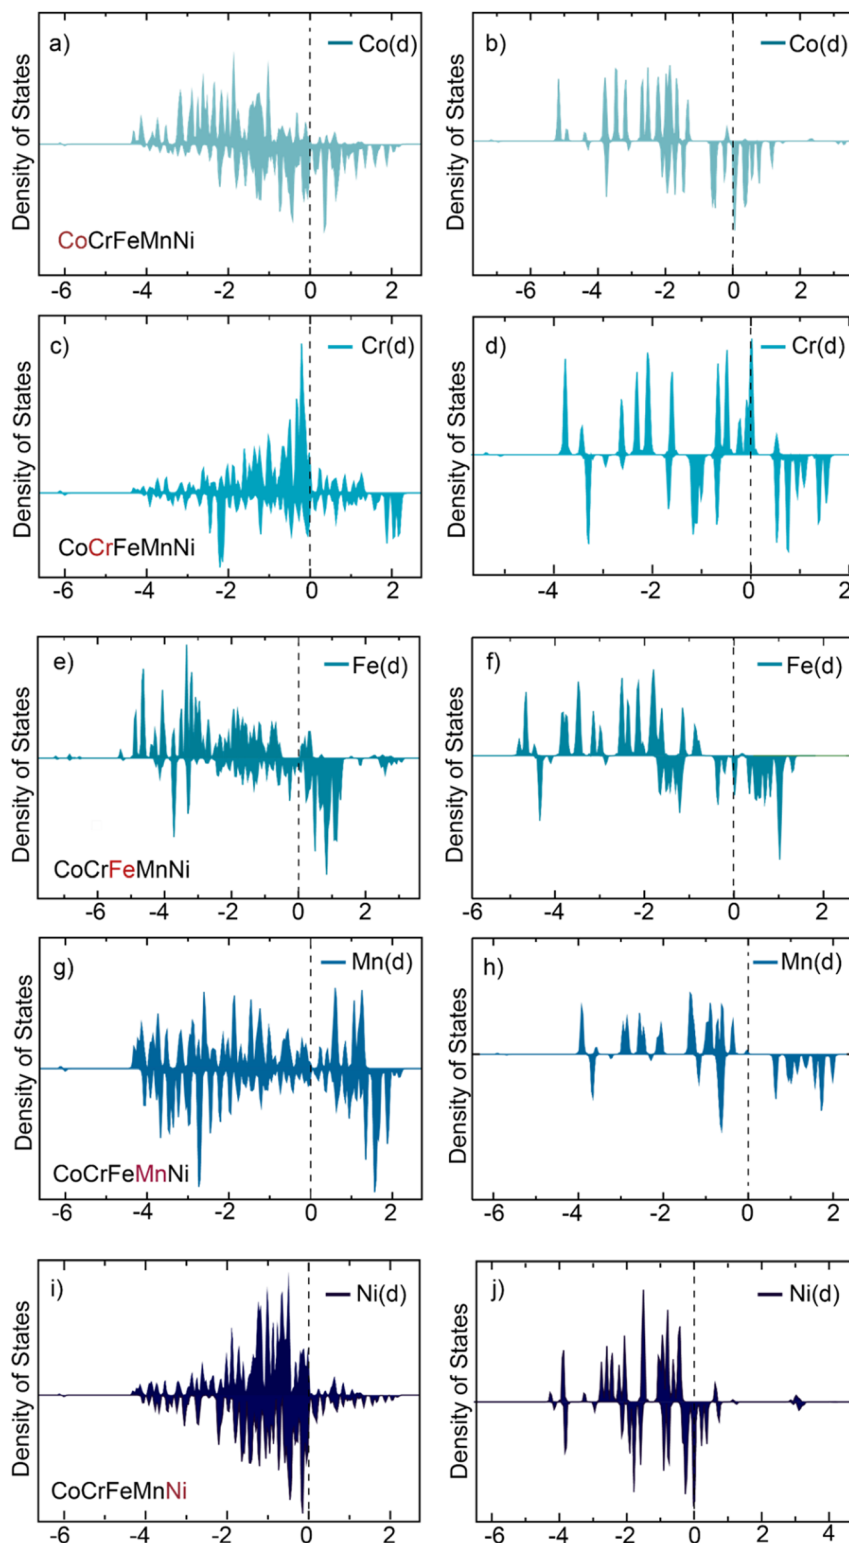 a)
Co(d)
Density of States
CoCrFeMnNi
-6 -4 -2 0 2
b)
Co(d)
Density of States
-6 -4 -2 0 2
c)
Cr(d)
Density of States
CoCrFeMnNi
-6 -4 -2 0 2
d)
Cr(d)
Density of States
-4 -2 0 2
e)
Fe(d)
Density of States
CoCrFeMnNi
-6 -4 -2 0 2
f)
Fe(d)
Density of States
-4 -2 0 2
g)
Mn(d)
Density of States
CoCrFeMnNi
-6 -4 -2 0 2
h)
Mn(d)
Density of States
-6 -4 -2 0 2
i)
Ni(d)
Density of States
CoCrFeMnNi
-6 -4 -2 0 2
j)
Ni(d)
Density of States
-6 -4 -2 0 2 4